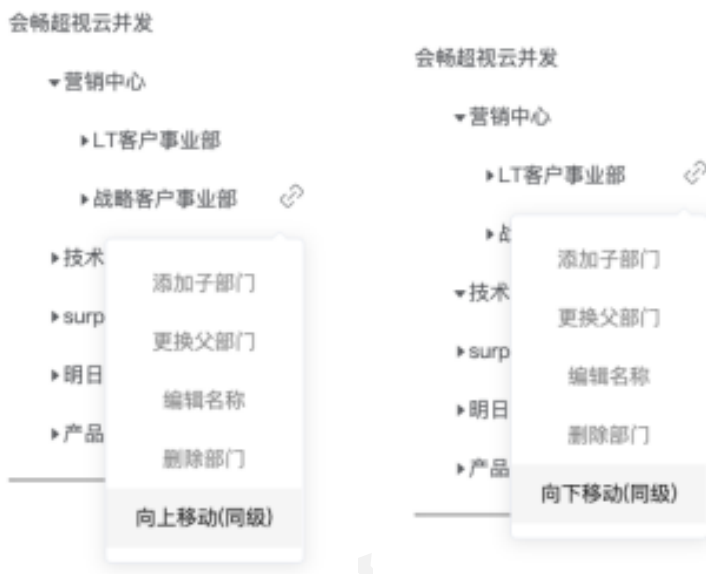 会畅超视云并发
营销中心
LT客户事业部
战略客户事业部
技术
surp
明日
产品
添加子部门
更换父部门
编辑名称
删除部门
向上移动(同级)
会畅超视云并发
营销中心
LT客户事业部
技术
surp
明日
产品
添加子部门
更换父部门
编辑名称
删除部门
向下移动(同级)